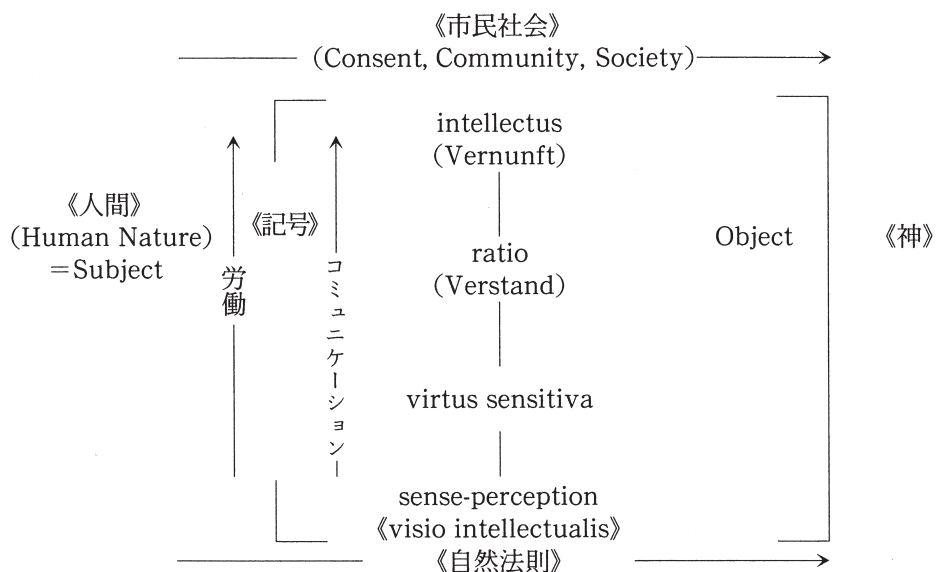 《市民社会》
(Consent, Community, Society)
intellectus
(Vernunft)
《人間》
(Human Nature)
＝Subject
《記号》
労働
コミュニケーション
ratio
(Verstand)
Object
《神》
virtus sensitiva
sense-perception
《visio intellectualis》
《自然法則》